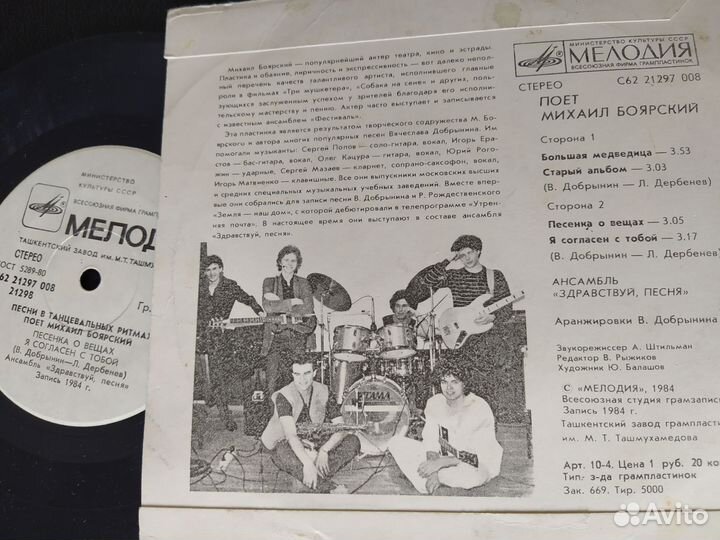 Михаил Боярский — популярнейший актер театра, кино и эстрады.
Пластика и обаяние, лиричность и экспрессивность — вот далеко непол-
ный перечень качеств талантливого артиста, исполнившего главные
роли в фильмах «Три мушкетера», «Собака на сене» и других, поль-
зующихся заслуженным успехом у зрителей благодаря его исполни-
тельскому мастерству и пению. Актер часто выступает и записывается
с известным ансамблем «Фестиваль».
Эта пластинка является результатом творческого содружества М. Бо-
ярского и автора многих популярных песен Вячеслава Добрынина. Им
помогали музыканты: Сергей Попов — соло-гитара, вокал, Игорь Ера-
стов — бас-гитара, вокал, Олег Кацура — гитара, вокал, Юрий Рого-
жин — ударные, Сергей Мазаев — кларнет, сопрано-саксофон, вокал,
Игорь Матвиенко — клавишные. Все они выпускники московских высших
и средних специальных музыкальных учебных заведений. Вместе впер-
вые они собрались для записи песни В. Добрынина и Р. Рождественского
«Земля — наш дом», с которой дебютировали в телепрограмме «Утрен-
няя почта». В настоящее время они выступают в составе ансамбля
«Здравствуй, песня».
МИНИСТЕРСТВО КУЛЬТУРЫ СССР
МЕЛОДИЯ
ВСЕСОЮЗНАЯ ФИРМА ГРАМПЛАСТИНОК
СТЕРЕО С62 21297 008
ПОЕТ
МИХАИЛ БОЯРСКИЙ
Сторона 1
Большая медведица — 3.53
Старый альбом — 3.03
(В. Добрынин — Л. Дербенев)
Сторона 2
Песенка о вещах — 3.05
Я согласен с тобой — 3.17
(В. Добрынин — Л. Дербенев)
АНСАМБЛЬ
«ЗДРАВСТВУЙ, ПЕСНЯ»
Аранжировки В. Добрынина
Звукорежиссер А. Штильман
Редактор В. Рыжиков
Художник Ю. Балашов
С. «МЕЛОДИЯ», 1984
Всесоюзная студия грамзаписи
Запись 1984 г.
Ташкентский завод грампласти
им. М. Т. Ташмухамедова
Арт. 10-4. Цена 1 руб. 20 ко
Тип. з-да грампластинок
Зак. 669. Тир. 5000
МИНИСТЕРСТВО
КУЛЬТУРЫ СССР
ВСЕСОЮЗНАЯ ФИРМА
МЕЛОД
ТАШКЕНТСКИЙ ЗАВОД ИМ. М.Т. ТАШМУ
СТЕРЕО
ГОСТ 5289-80
С62 21297 008
21298
Гр
ПЕСНИ В ТАНЦЕВАЛЬНЫХ РИТМАХ
ПОЕТ МИХАИЛ БОЯРСКИЙ
ПЕСЕНКА О ВЕЩАХ
Я СОГЛАСЕН С ТОБОЙ
(В. Добрынин—Л. Дербенев)
Ансамбль «Здравствуй, песня»
Запись 1984 г.
TAMA
Avito